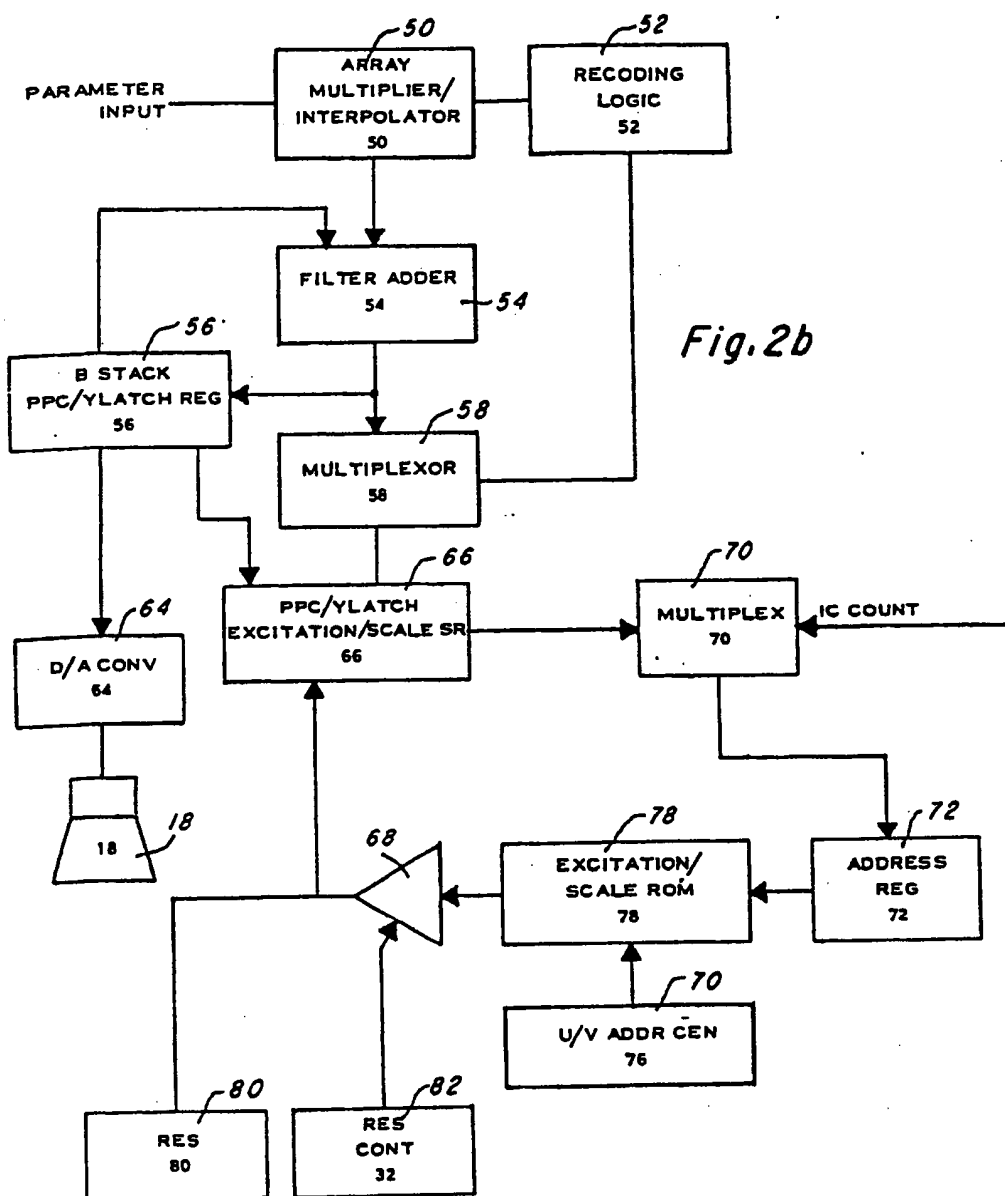 50
52
PARAMETER
INPUT
ARRAY
MULTIPLIER/
INTERPOLATOR
50
RECODING
LOGIC
52
FILTER ADDER
54
54
Fig. 2b
56
B STACK
PPC/YLATCH REG
56
58
MULTIPLEXOR
58
66
PPC/YLATCH
EXCITATION/SCALE SR
66
70
MULTIPLEX
70
IC COUNT
64
D/A CONV
64
18
18
68
78
EXCITATION/
SCALE ROM
78
72
ADDRESS
REG
72
70
U/V ADDR CEN
76
80
RES
80
82
RES
CONT
32